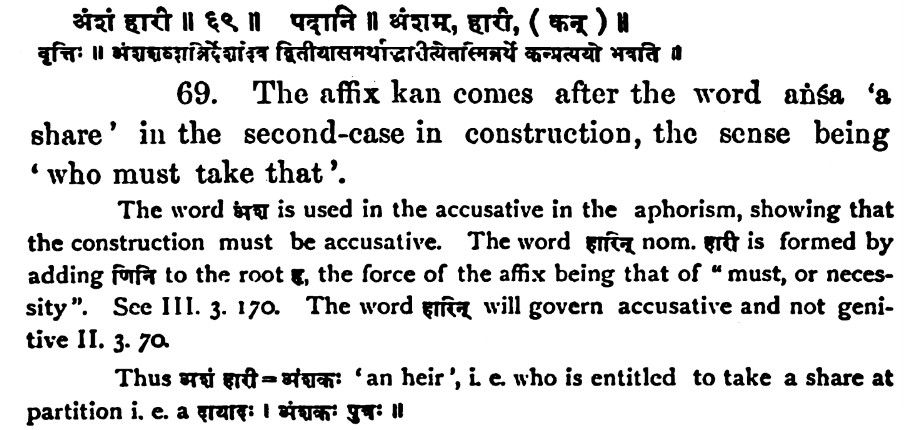 अंशं हारी ॥ ६९ ॥ पदानि ॥ अंशम्, हारी, ( कन् ) ॥
वृत्तिः ॥ अंशशब्दान्निर्देशादेव द्वितीयासमर्थाद्धारीत्येतस्मिन्नर्थे कन्प्रत्ययो भवति ॥
69. The affix kan comes after the word aṅśa ‘a
share’ in the second-case in construction, the sense being
‘who must take that’.
The word अंश is used in the accusative in the aphorism, showing that
the construction must be accusative. The word हारिन् nom. हारी is formed by
adding णिनि to the root हृ, the force of the affix being that of “must, or neces-
sity”. See III. 3. 170. The word हारिन् will govern accusative and not geni-
tive II. 3. 70.
Thus अशं हारी = अंशकः ‘an heir’, i. e. who is entitled to take a share at
partition i. e. a दायादः । अंशकः पुत्रः ॥